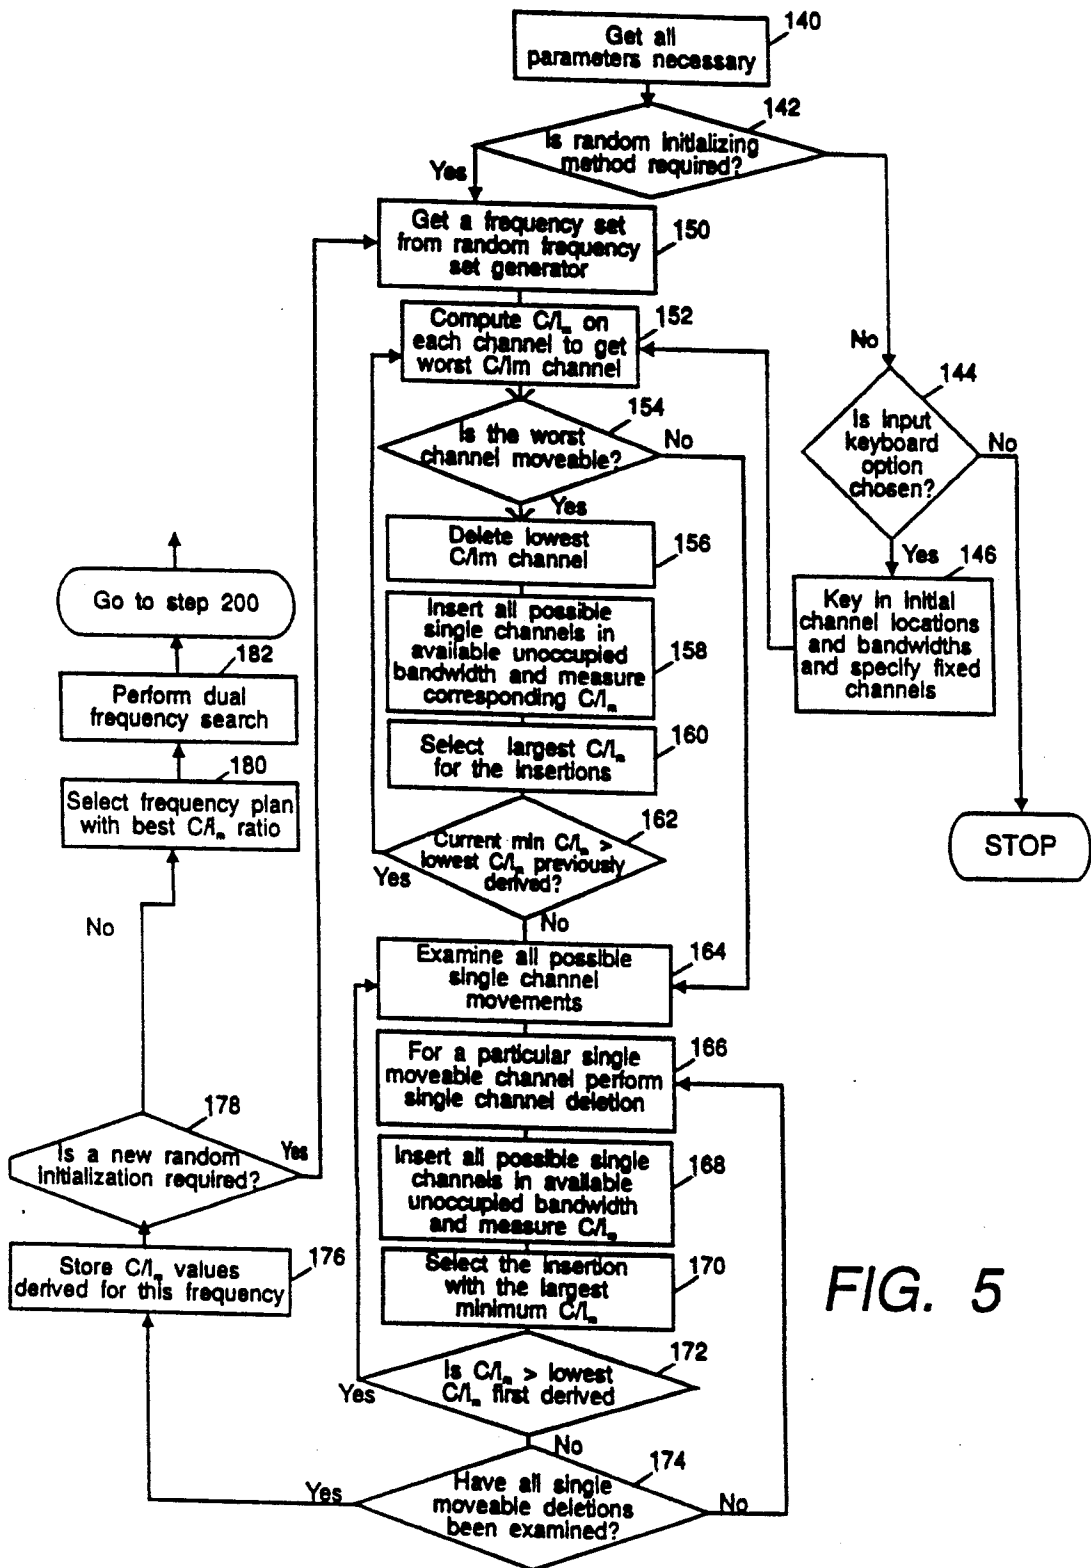 Get all
parameters necessary
140
Is random initializing
method required?
142
Yes
No
Get a frequency set
from random frequency
set generator
150
Compute C/Im on
each channel to get
worst C/Im channel
152
Is the worst
channel moveable?
154
No
Yes
Is input
keyboard
option
chosen?
144
No
Yes
Key in initial
channel locations
and bandwidths
and specify fixed
channels
146
STOP
Delete lowest
C/Im channel
156
Insert all possible
single channels in
available unoccupied
bandwidth and measure
corresponding C/Im
158
Select largest C/Im
for the insertions
160
Current min C/Im >
lowest C/Im previously
derived?
162
Yes
No
Examine all possible
single channel
movements
164
For a particular single
moveable channel perform
single channel deletion
166
Insert all possible single
channels in available
unoccupied bandwidth
and measure C/Im
168
Select the insertion
with the largest
minimum C/Im
170
Is C/Im > lowest
C/Im first derived
172
Yes
No
Have all single
moveable deletions
been examined?
174
Yes
No
Store C/Im values
derived for this frequency
176
Is a new random
initialization required?
178
Yes
No
Select frequency plan
with best C/Im ratio
180
Perform dual
frequency search
182
Go to step 200
FIG. 5